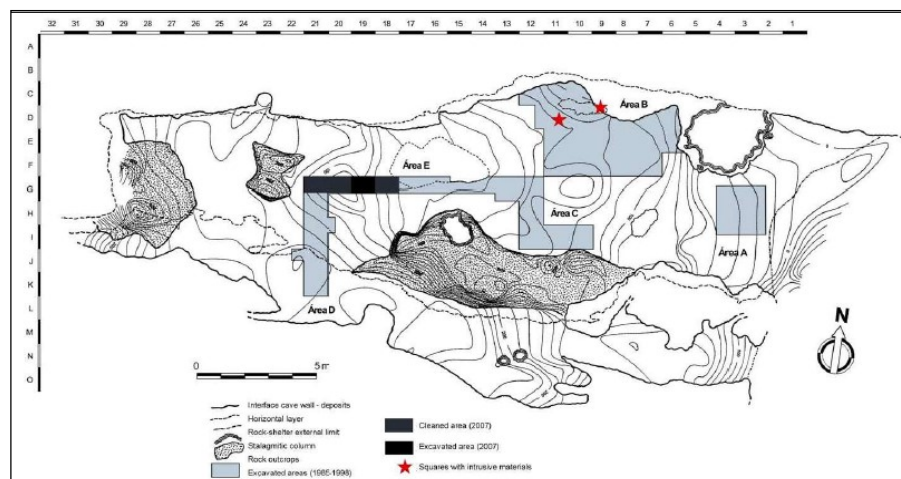 32 31 30 29 28 27 26 25 24 23 22 21 20 19 18 17 16 15 14 13 12 11 10 9 8 7 6 5 4 3 2 1
A
B
C
D
E
F
G
H
I
J
K
L
M
N
O
Área B
Área E
Área C
Área A
Área D
N
0 5m
Interface cave wall - deposits
Horizontal layer
Rock-shelter external limit
Stalagmitic column
Rock outcrops
Excavated areas (1985-1998)
Cleaned area (2007)
Excavated area (2007)
Squares with intrusive materials